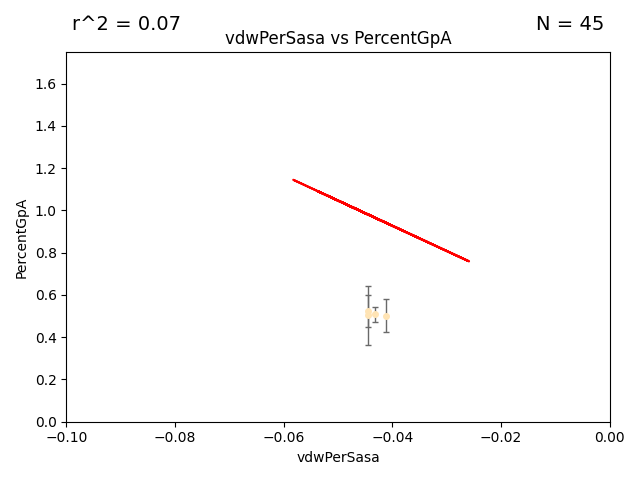 r^2 = 0.07
N = 45
vdwPerSasa vs PercentGpA
1.6
1.4
1.2
1.0
0.8
0.6
0.4
0.2
0.0
PercentGpA
−0.10 −0.08 −0.06 −0.04 −0.02 0.00
vdwPerSasa